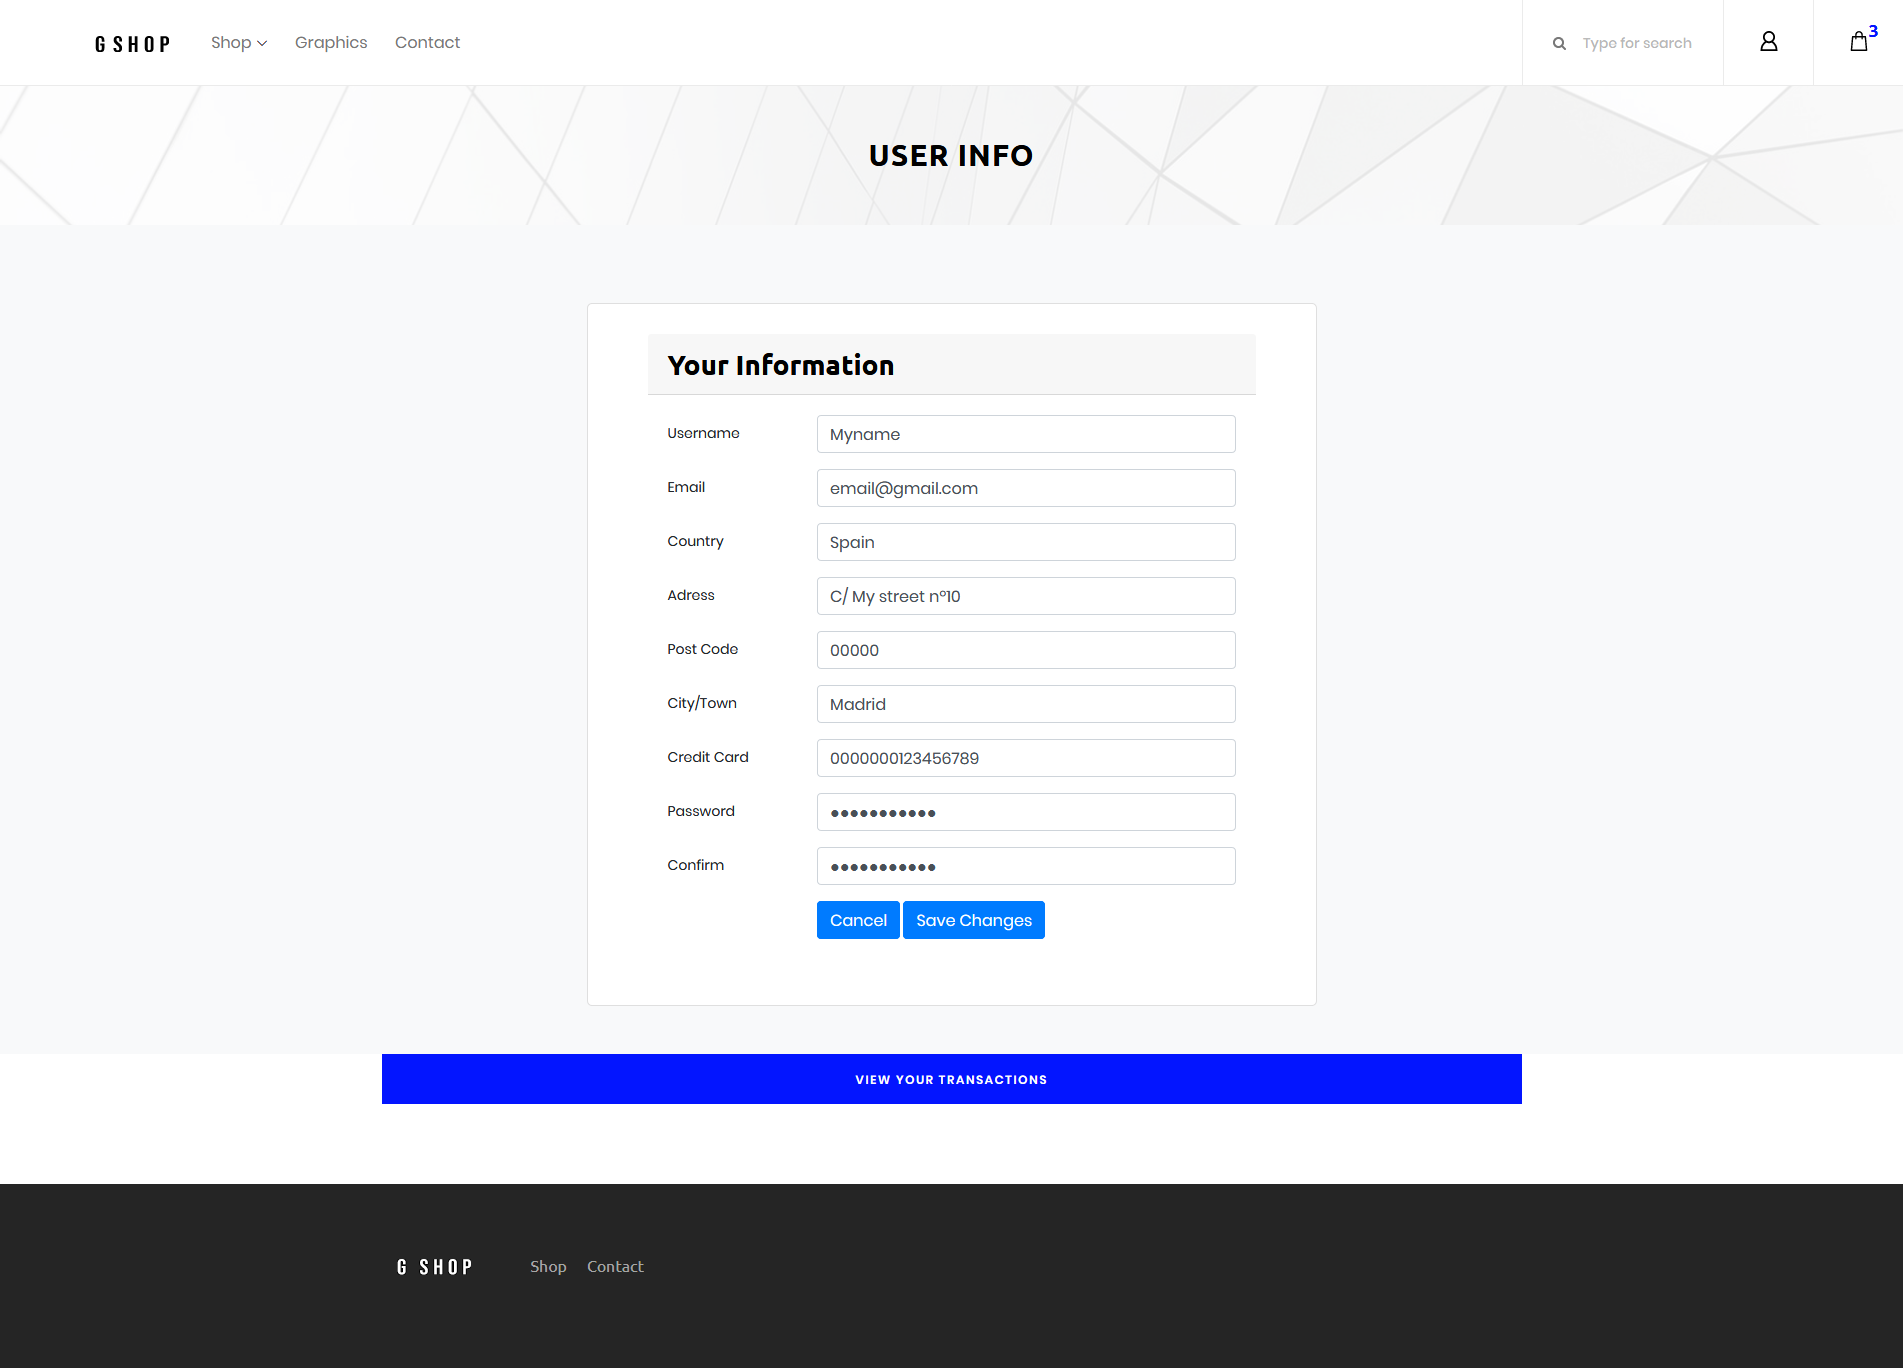 G SHOP
Shop Graphics Contact
Type for search
3
USER INFO
Your Information
Username Myname
Email email@gmail.com
Country Spain
Adress C/ My street nº10
Post Code 00000
City/Town Madrid
Credit Card 0000000123456789
Password ●●●●●●●●●●●
Confirm ●●●●●●●●●●●
Cancel Save Changes
VIEW YOUR TRANSACTIONS
G SHOP Shop Contact